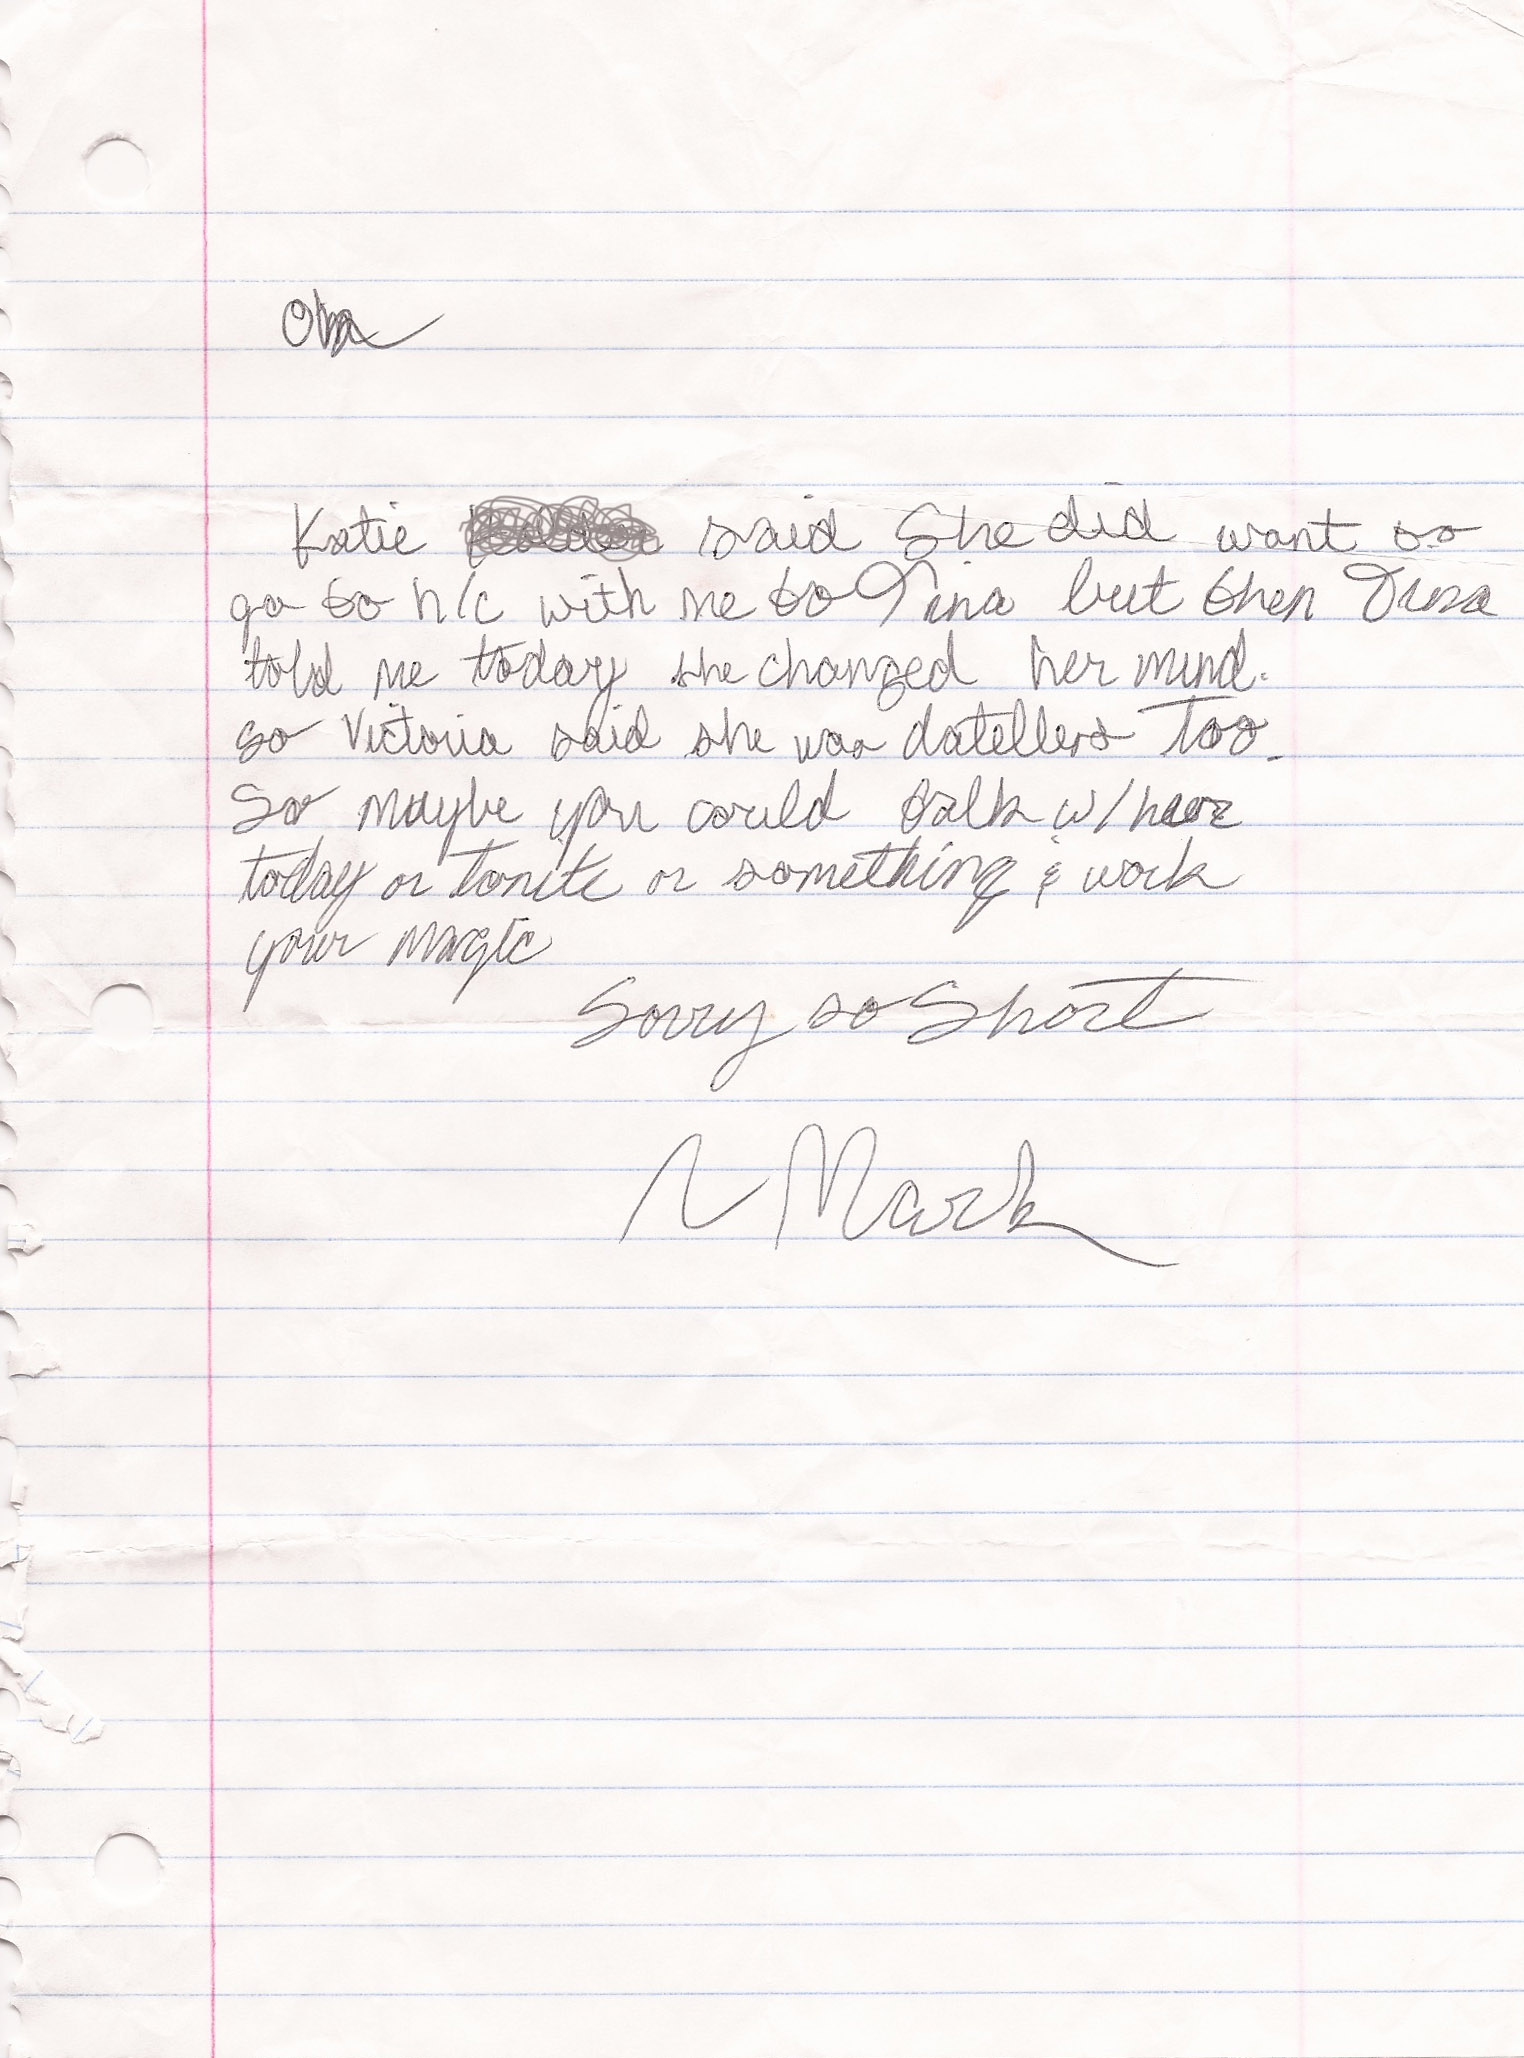 Katie said She did want to
go to h/c with me to Tina but then Tina
told me today she changed her mind.
so Victoria said she was datelless Too.
So maybe you could talk w/ her
today or tonite or something & work
your magic
Sorry so Short
~ Mark